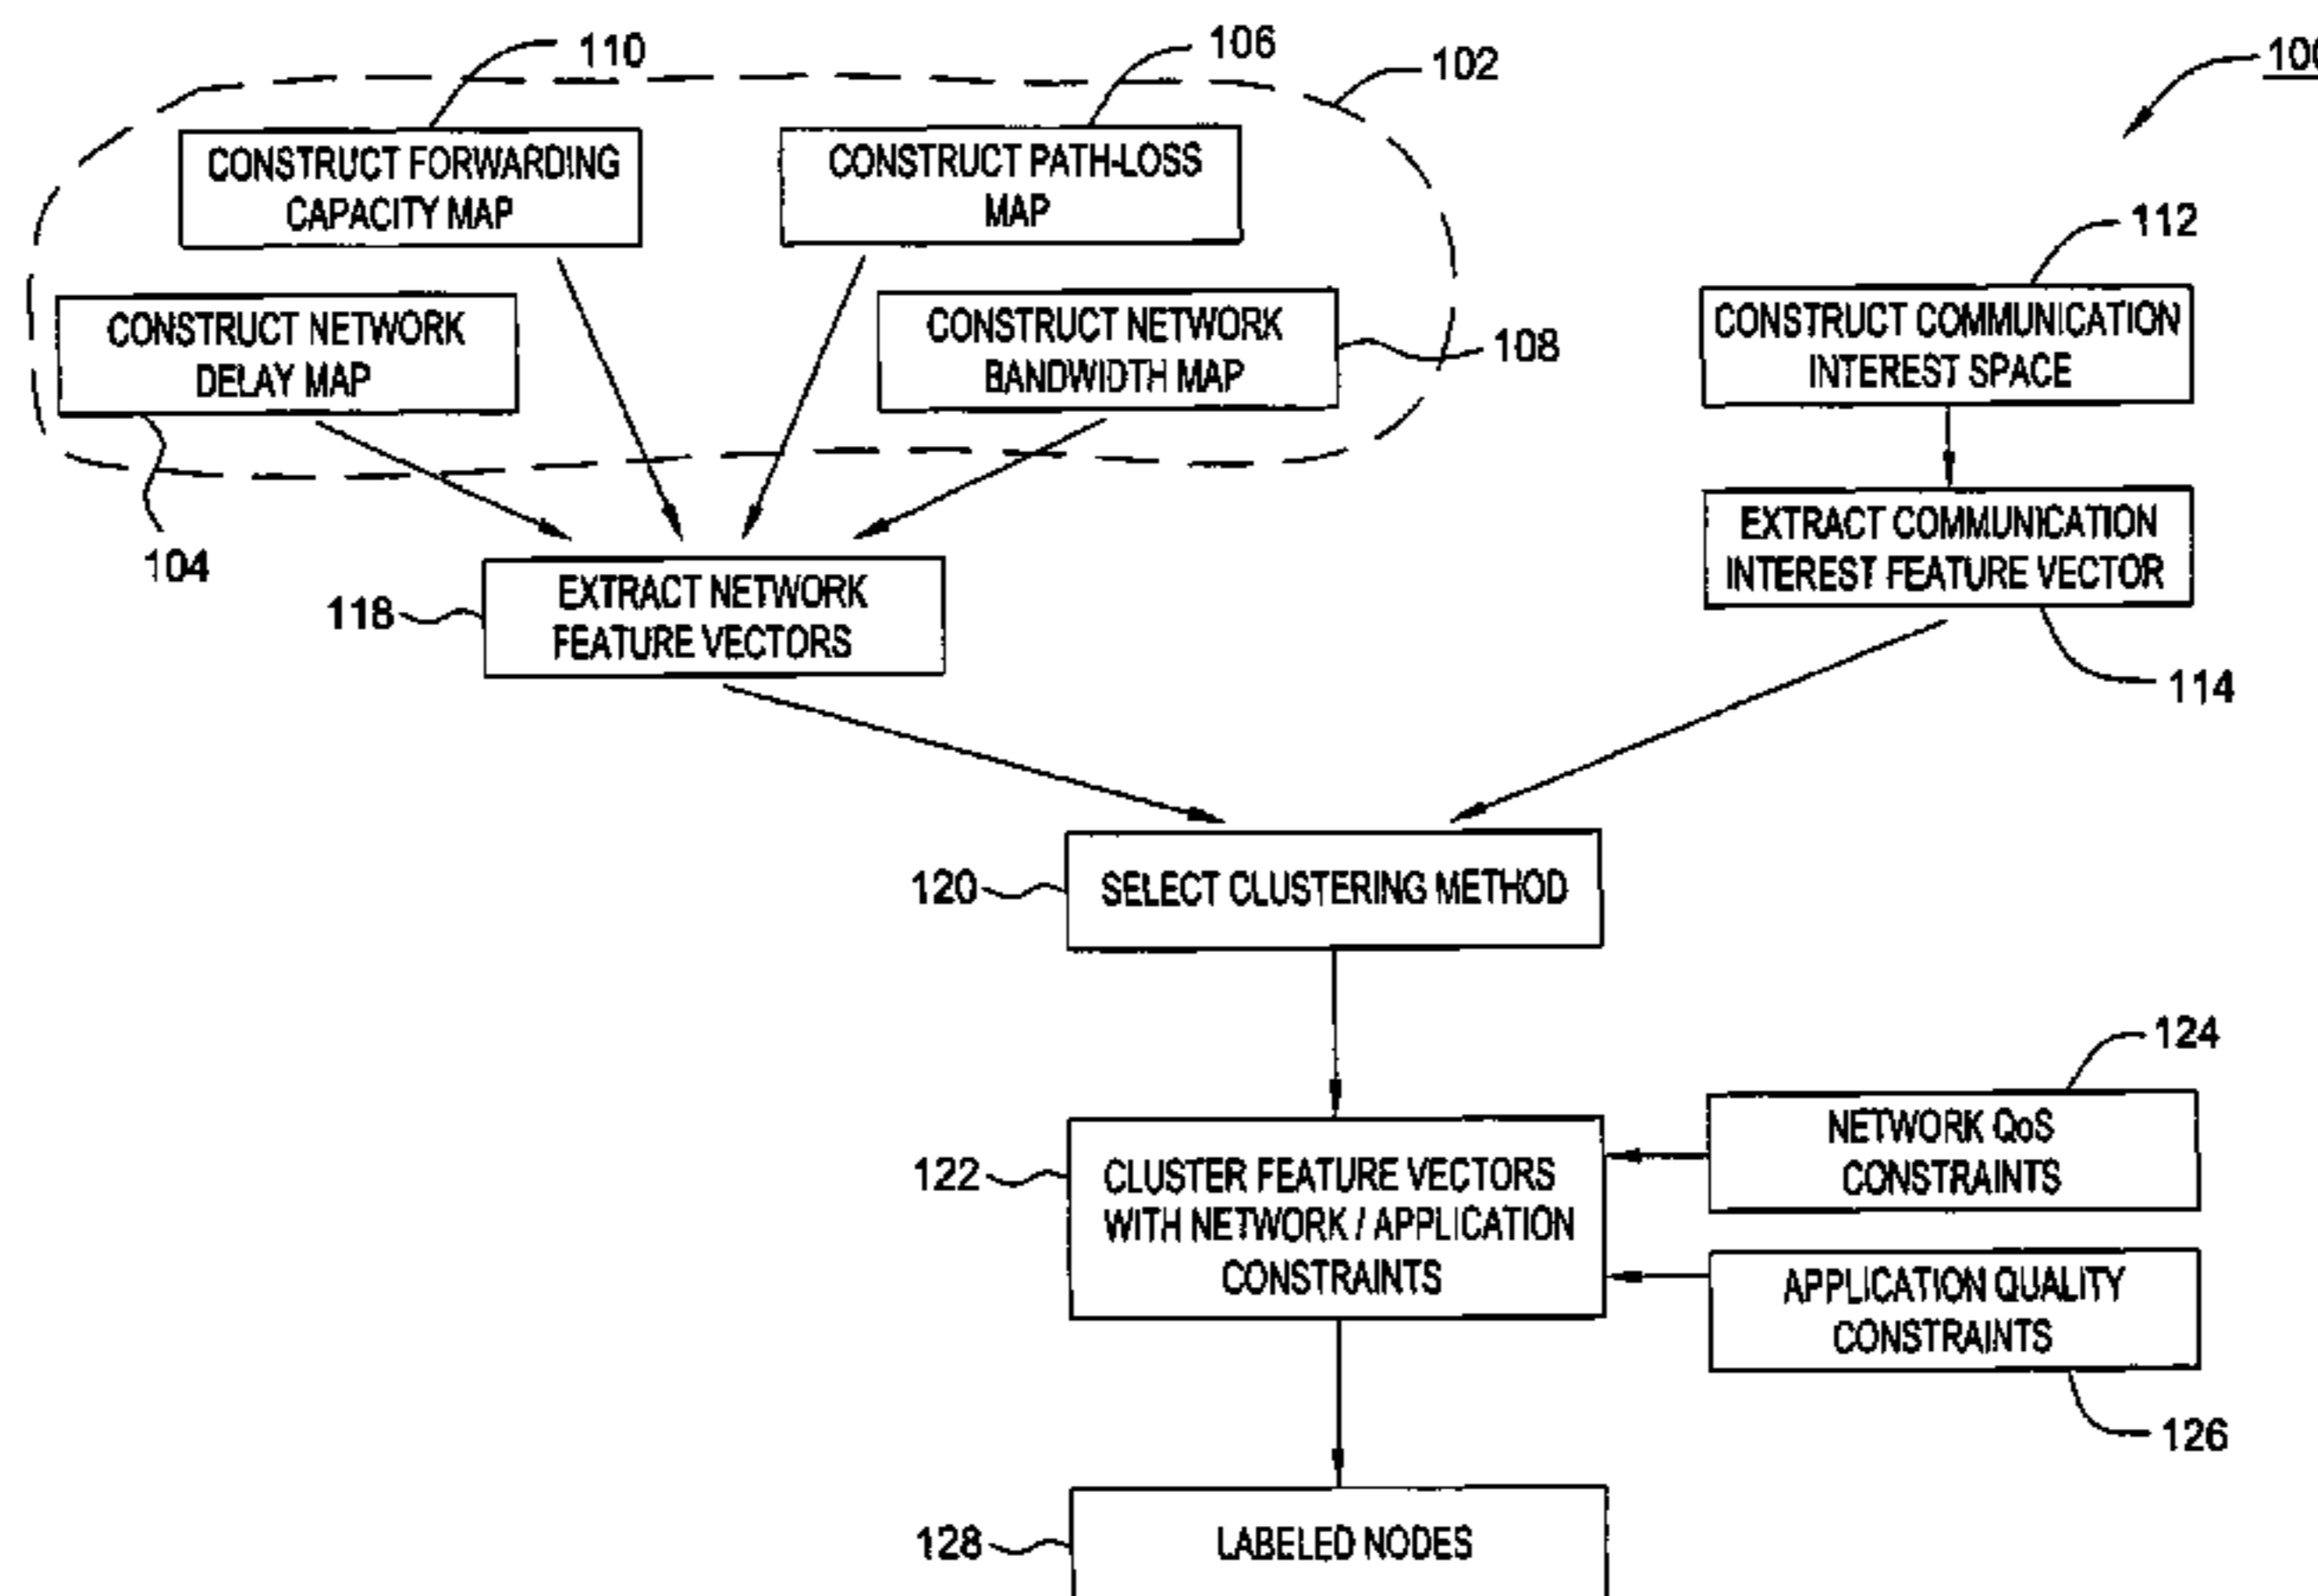 110
106
102
100
CONSTRUCT FORWARDING
CAPACITY MAP
CONSTRUCT PATH-LOSS
MAP
112
CONSTRUCT NETWORK
DELAY MAP
CONSTRUCT NETWORK
BANDWIDTH MAP
108
CONSTRUCT COMMUNICATION
INTEREST SPACE
104
EXTRACT COMMUNICATION
INTEREST FEATURE VECTOR
118
EXTRACT NETWORK
FEATURE VECTORS
114
120
SELECT CLUSTERING METHOD
124
122
CLUSTER FEATURE VECTORS
WITH NETWORK / APPLICATION
CONSTRAINTS
NETWORK QoS
CONSTRAINTS
APPLICATION QUALITY
CONSTRAINTS
126
128
LABELED NODES